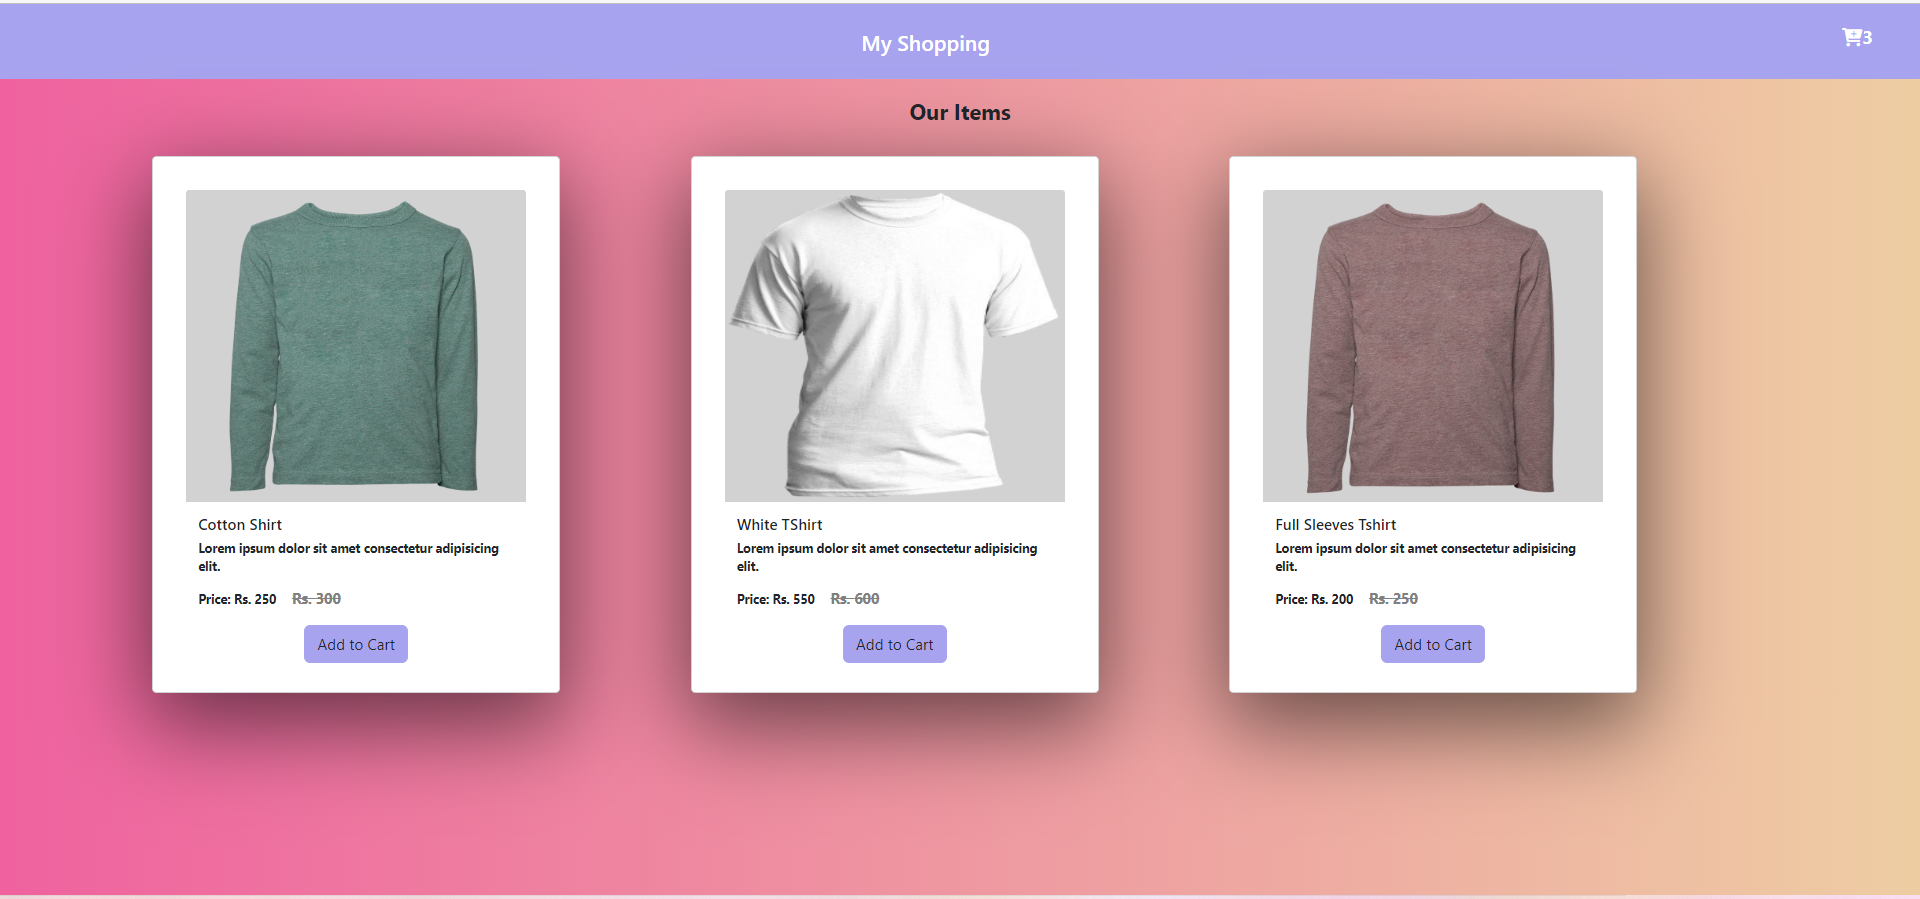 My Shopping
3
Our Items
Cotton Shirt
Lorem ipsum dolor sit amet consectetur adipisicing
elit.
Price: Rs. 250 Rs. 300
Add to Cart
White TShirt
Lorem ipsum dolor sit amet consectetur adipisicing
elit.
Price: Rs. 550 Rs. 600
Add to Cart
Full Sleeves Tshirt
Lorem ipsum dolor sit amet consectetur adipisicing
elit.
Price: Rs. 200 Rs. 250
Add to Cart